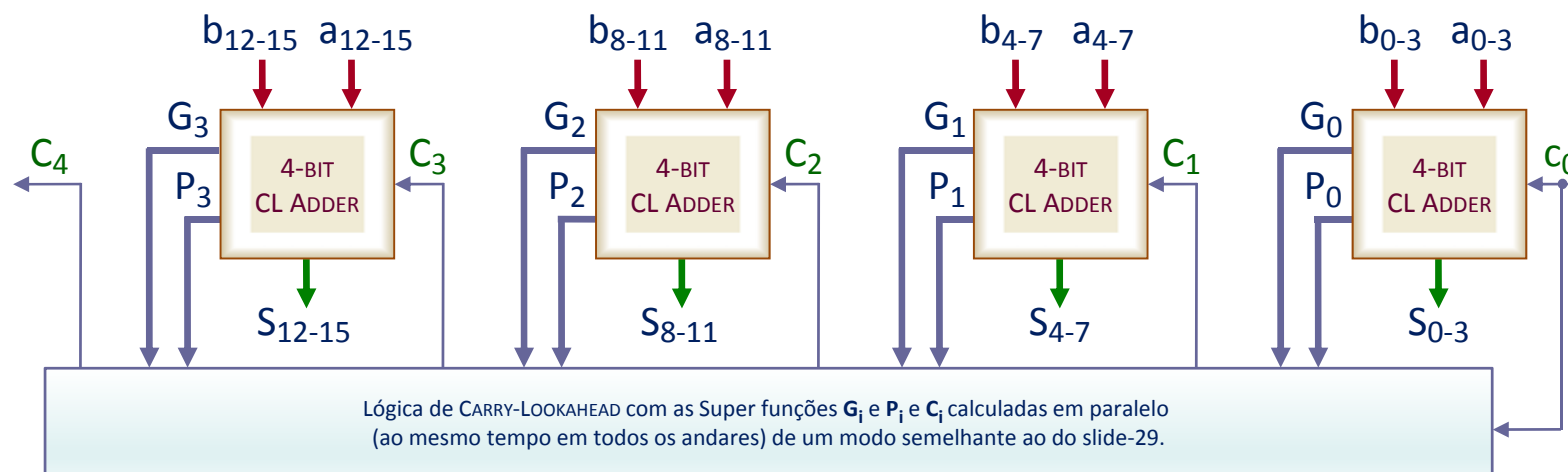 b12-15 a12-15 b8-11 a8-11 b4-7 a4-7 b0-3 a0-3
G3 G2 G1 G0
C4 4-BIT C3 4-BIT C2 4-BIT C1 4-BIT c0
P3 CL ADDER P2 CL ADDER P1 CL ADDER P0 CL ADDER
S12-15 S8-11 S4-7 S0-3
Lógica de CARRY-LOOKAHEAD com as Super funções Gi e Pi e Ci calculadas em paralelo
(ao mesmo tempo em todos os andares) de um modo semelhante ao do slide-29.